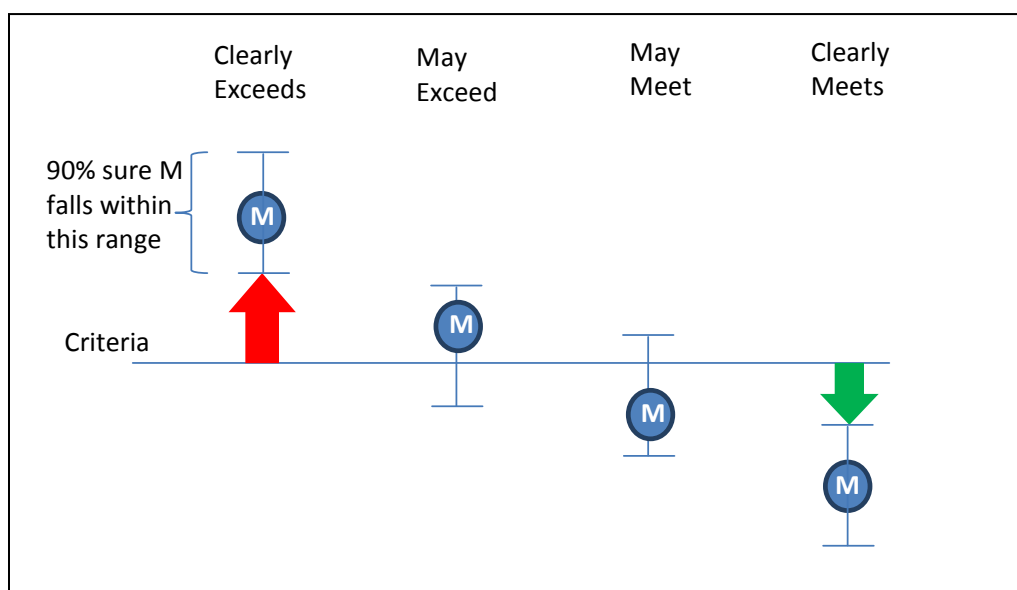 Clearly
Exceeds
May
Exceed
May
Meet
Clearly
Meets
90% sure M
falls within
this range
M
M
Criteria
M
M